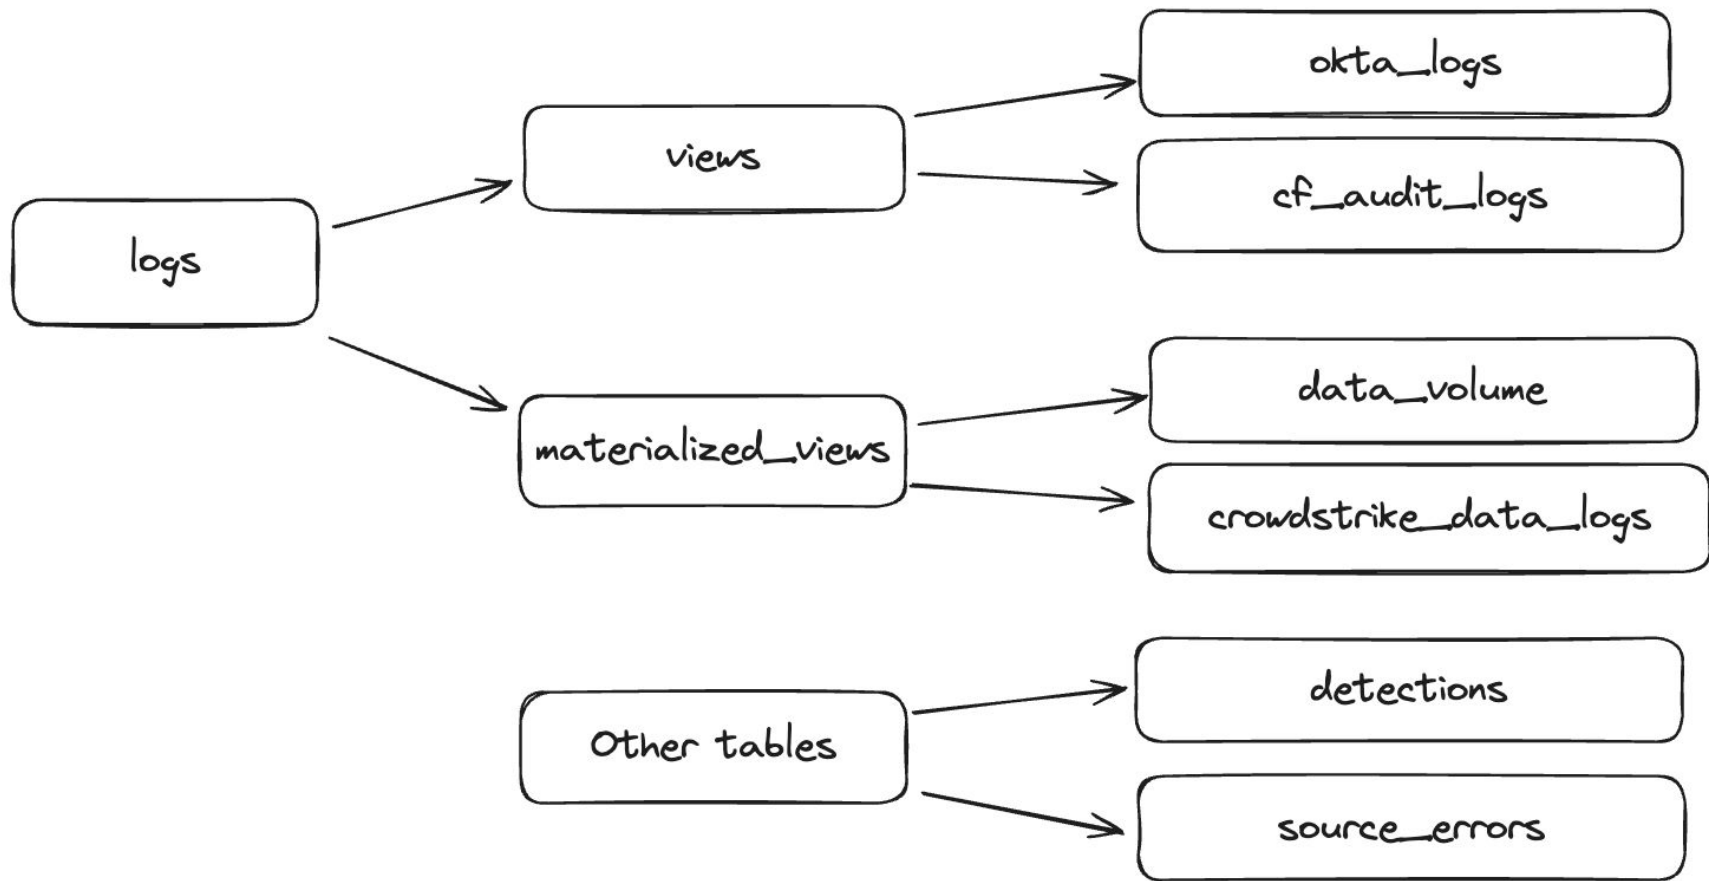 logs
views
okta_logs
cf_audit_logs
materialized_views
data_volume
crowdstrike_data_logs
Other tables
detections
source_errors